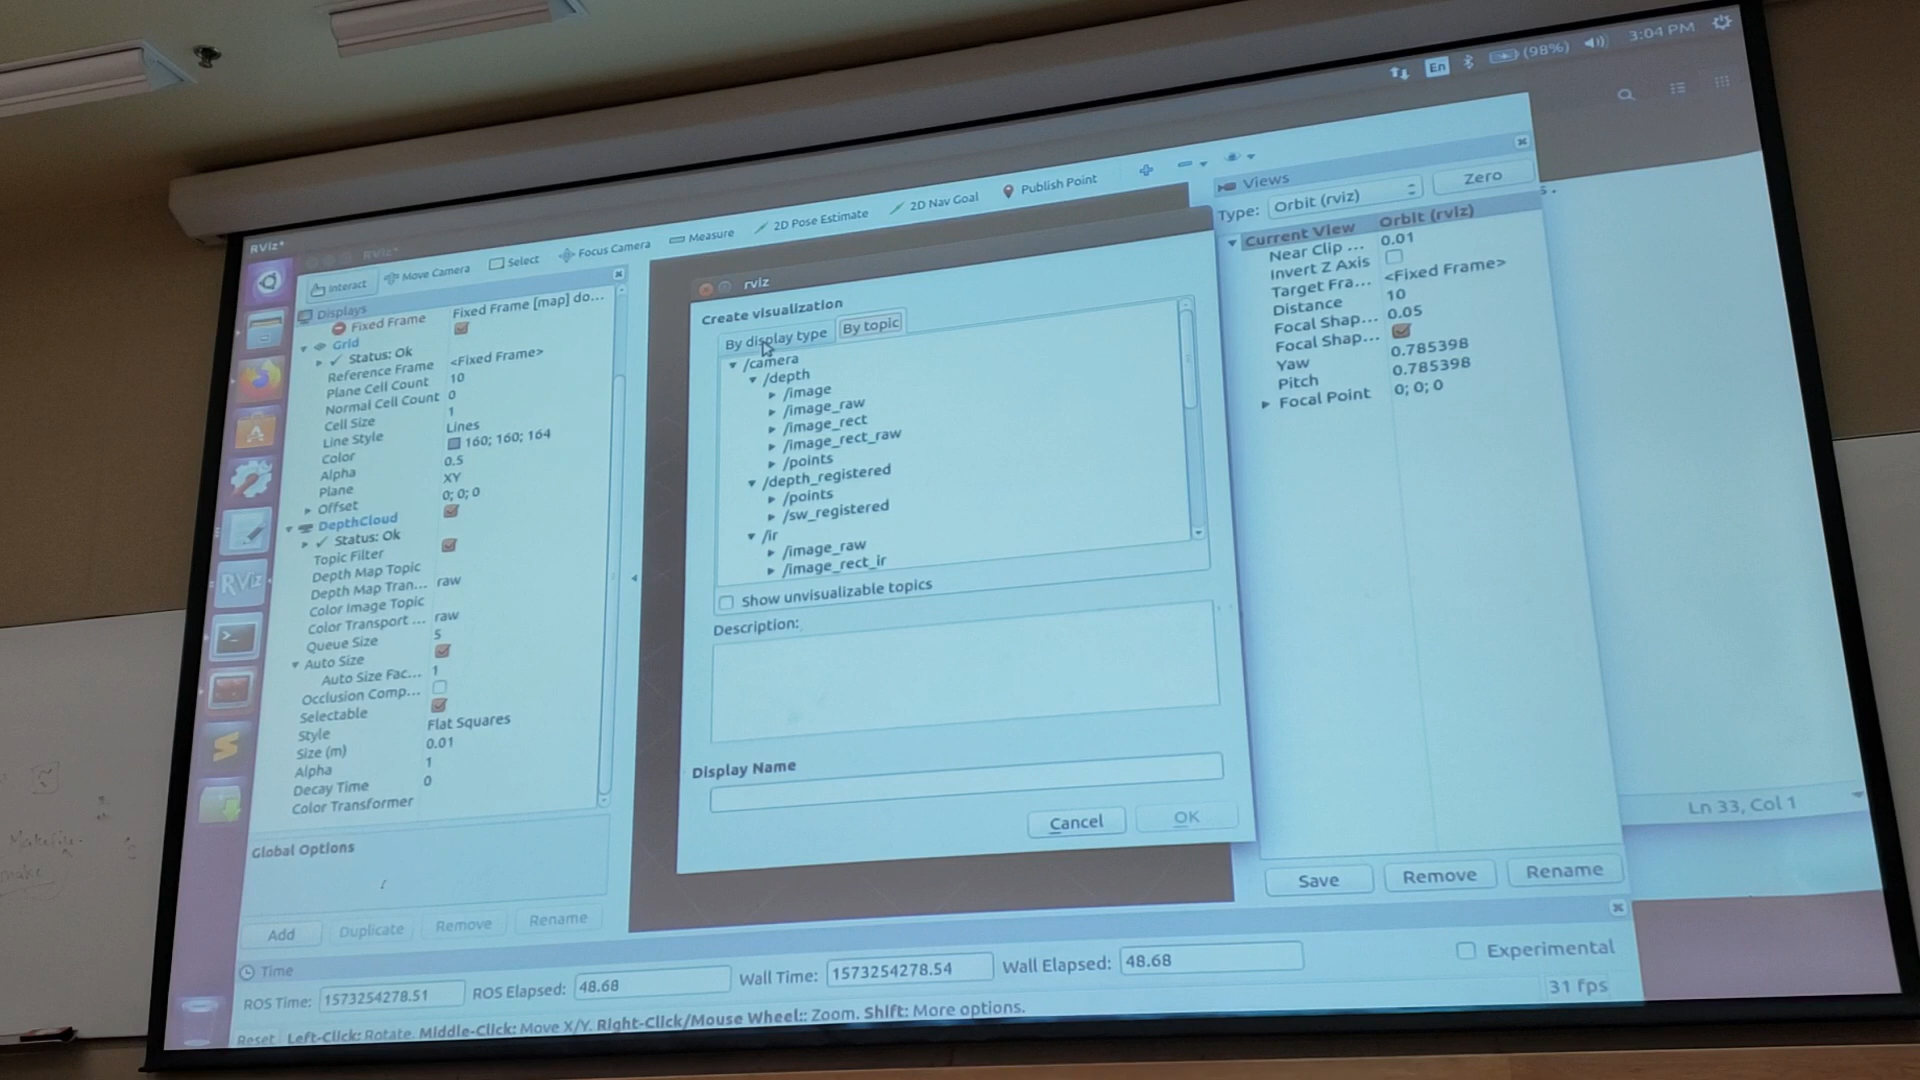 En
(98%)
3:04 PM
RViz*
RViz*
Interact
Move Camera
Select
Focus Camera
Measure
2D Pose Estimate
2D Nav Goal
Publish Point
Displays
Fixed Frame
Fixed Frame [map] do...
Grid
Status: Ok
Reference Frame
<Fixed Frame>
Plane Cell Count
10
Normal Cell Count
0
Cell Size
1
Line Style
Lines
Color
160; 160; 164
Alpha
0.5
Plane
XY
Offset
0; 0; 0
DepthCloud
Status: Ok
Topic Filter
Depth Map Topic
Depth Map Tran...
raw
Color Image Topic
Color Transport ...
raw
Queue Size
5
Auto Size
Auto Size Fac...
1
Occlusion Comp...
Selectable
Style
Flat Squares
Size (m)
0.01
Alpha
1
Decay Time
0
Color Transformer
Global Options
Add
Duplicate
Remove
Rename
rviz
Create visualization
By display type
By topic
/camera
/depth
/image
/image_raw
/image_rect
/image_rect_raw
/points
/depth_registered
/points
/sw_registered
/ir
/image_raw
/image_rect_ir
Show unvisualizable topics
Description:
Display Name
Cancel
OK
Views
Type:
Orbit (rviz)
Zero
Current View
Orbit (rviz)
Near Clip ...
0.01
Invert Z Axis
Target Fra...
<Fixed Frame>
Distance
10
Focal Shap...
0.05
Focal Shap...
Yaw
0.785398
Pitch
0.785398
Focal Point
0; 0; 0
Save
Remove
Rename
Ln 33, Col 1
Time
ROS Time:
1573254278.51
ROS Elapsed:
48.68
Wall Time:
1573254278.54
Wall Elapsed:
48.68
Experimental
Reset
Left-Click: Rotate. Middle-Click: Move X/Y. Right-Click/Mouse Wheel:: Zoom. Shift: More options.
31 fps
RViz
make